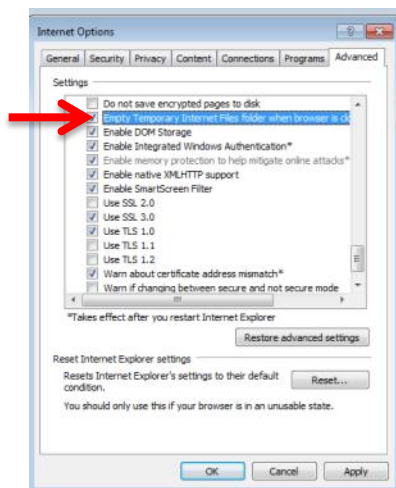 Internet Options
General Security Privacy Content Connections Programs Advanced
Settings
Do not save encrypted pages to disk
Empty Temporary Internet Files folder when browser is clo
Enable DOM Storage
Enable Integrated Windows Authentication*
Enable memory protection to help mitigate online attacks*
Enable native XMLHTTP support
Enable SmartScreen Filter
Use SSL 2.0
Use SSL 3.0
Use TLS 1.0
Use TLS 1.1
Use TLS 1.2
Warn about certificate address mismatch*
Warn if changing between secure and not secure mode
*Takes effect after you restart Internet Explorer
Restore advanced settings
Reset Internet Explorer settings
Resets Internet Explorer's settings to their default
condition.
Reset...
You should only use this if your browser is in an unusable state.
OK Cancel Apply